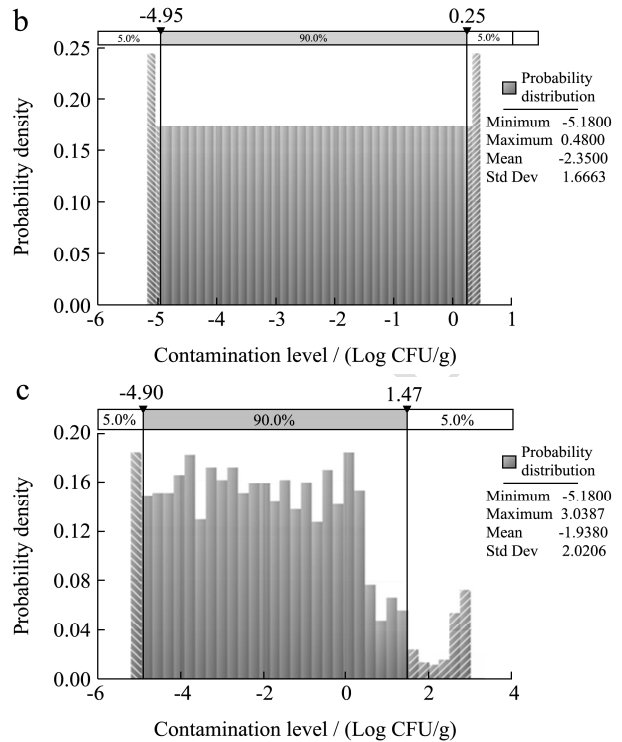 b
-4.95 0.25
5.0% 90.0% 5.0%
0.25
0.20
0.15
0.10
0.05
0.00
Probability density
-6 -5 -4 -3 -2 -1 0 1
Contamination level / (Log CFU/g)
Probability
distribution
Minimum -5.1800
Maximum 0.4800
Mean -2.3500
Std Dev 1.6663
c
-4.90 1.47
5.0% 90.0% 5.0%
0.20
0.16
0.12
0.08
0.04
0.00
Probability density
-6 -4 -2 0 2 4
Contamination level / (Log CFU/g)
Probability
distribution
Minimum -5.1800
Maximum 3.0387
Mean -1.9380
Std Dev 2.0206